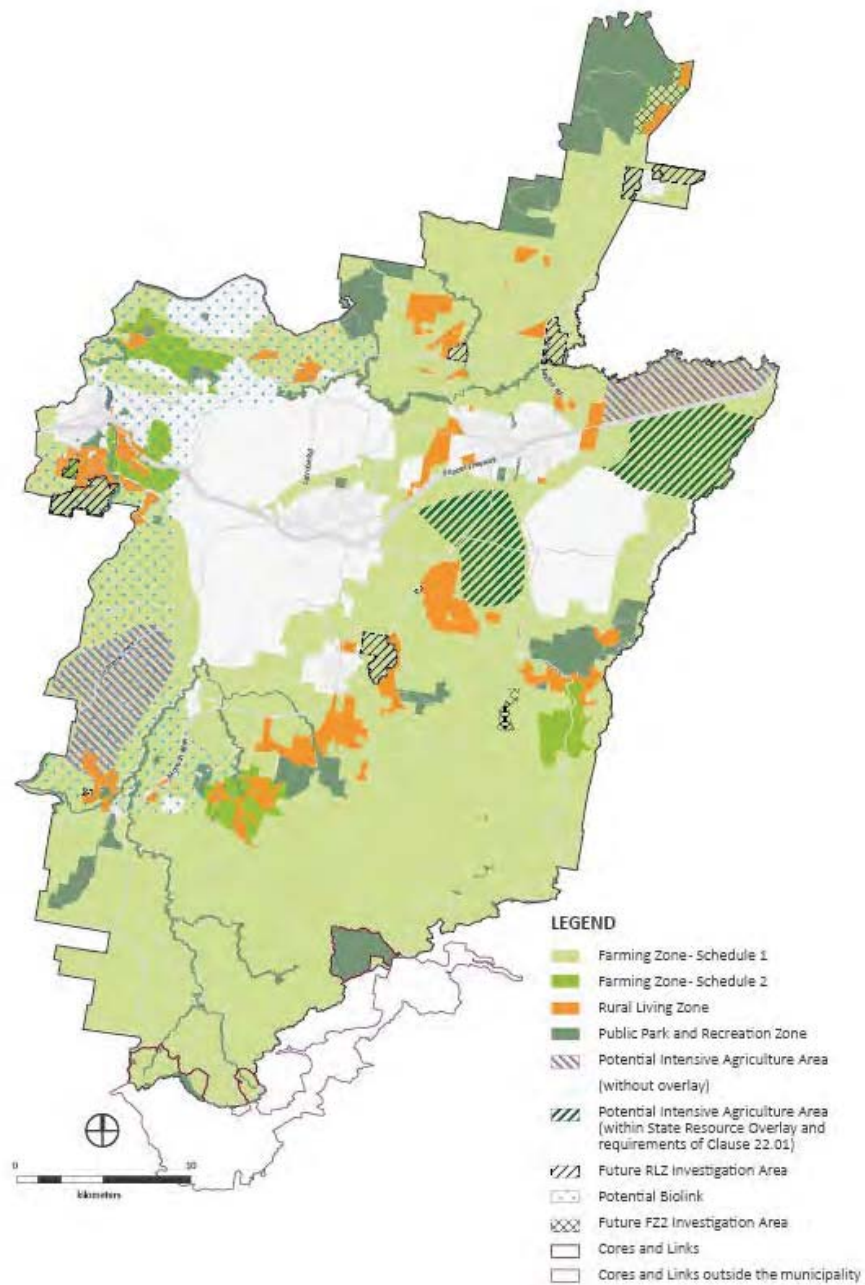 LEGEND
Farming Zone - Schedule 1
Farming Zone - Schedule 2
Rural Living Zone
Public Park and Recreation Zone
Potential Intensive Agriculture Area
(without overlay)
Potential Intensive Agriculture Area
(within State Resource Overlay and
requirements of Clause 22.01)
Future RLZ Investigation Area
Potential Biolink
Future FZ2 Investigation Area
Cores and Links
Cores and Links outside the municipality
0 10
kilometers